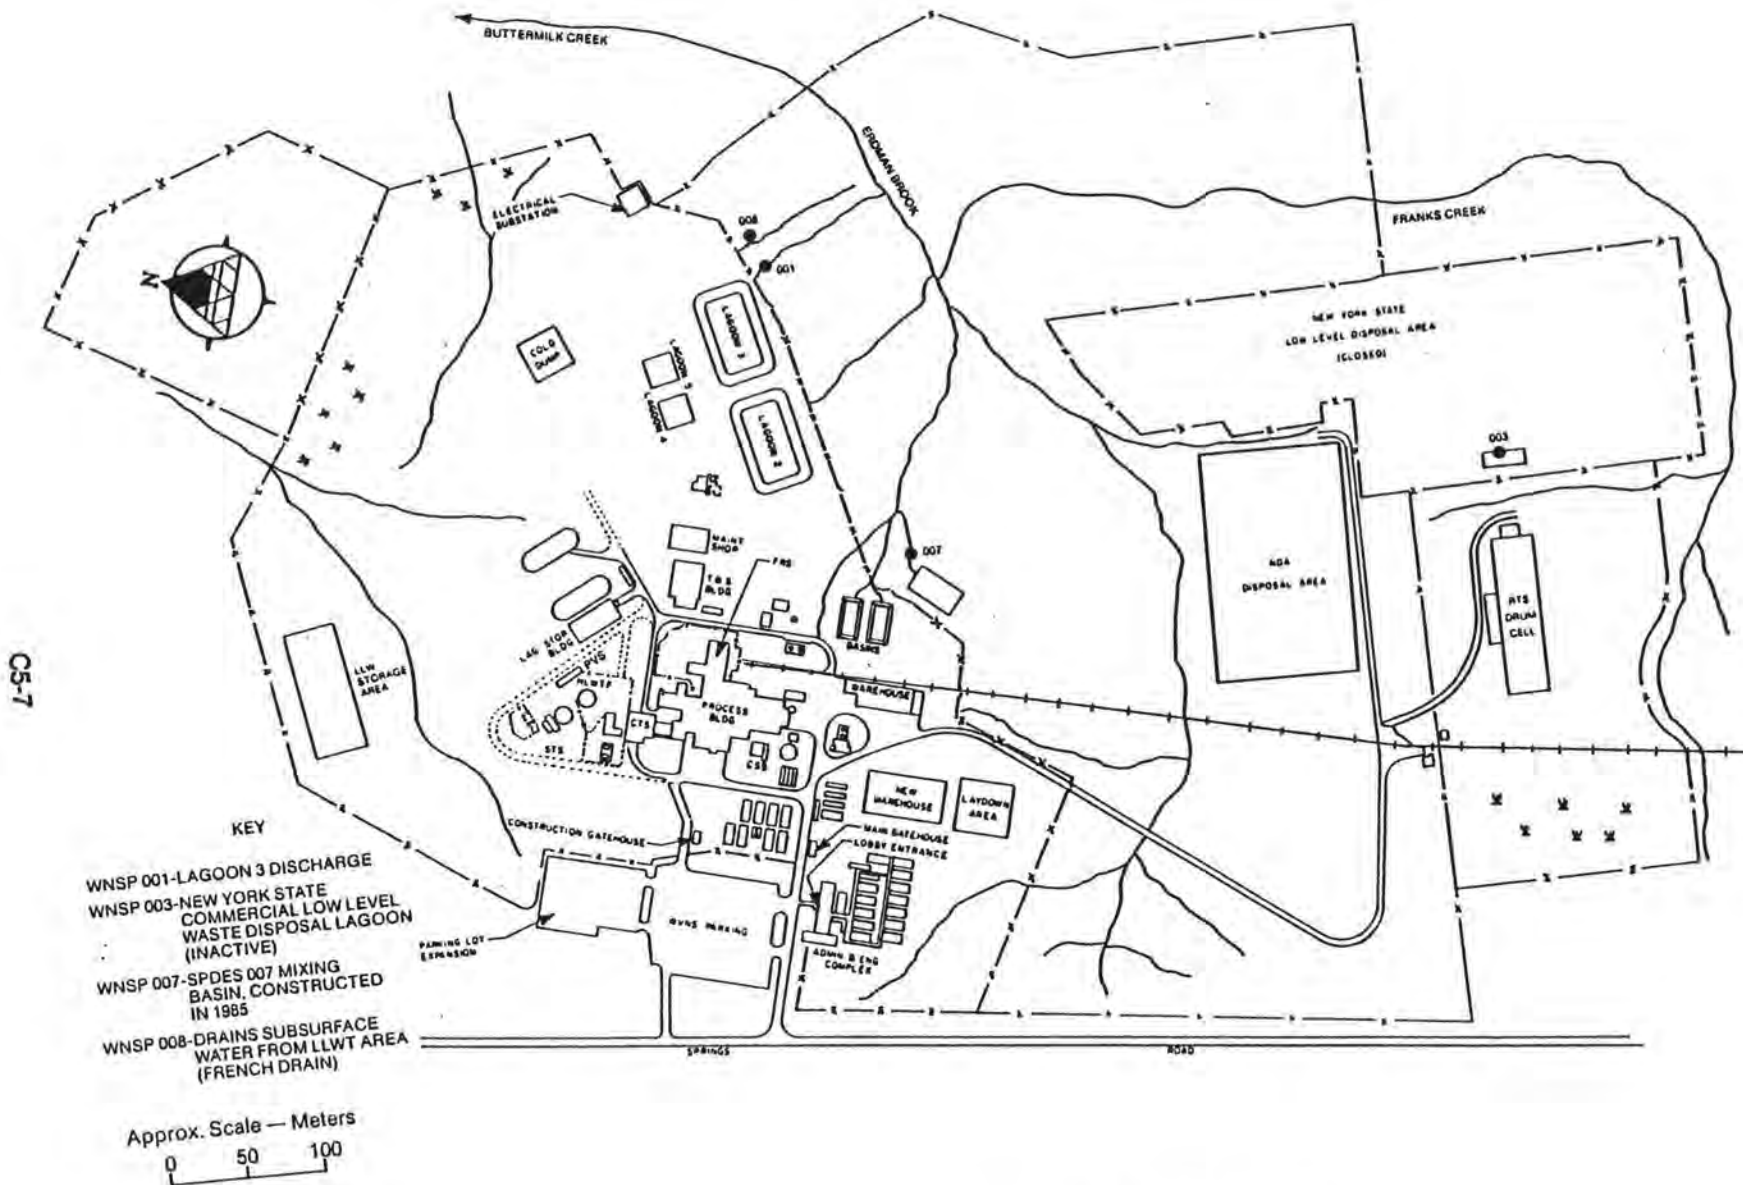 BUTTERMILK CREEK
ERDMAN BROOK
FRANKS CREEK
ELECTRICAL
SUBSTATION
008
001
N
NEW YORK STATE
LOW LEVEL DISPOSAL AREA
(CLOSED)
COLD
DUMP
LAGOON 3
LAGOON 5
LAGOON 4
LAGOON 2
003
MAINT
SHOP
FRS
007
T & S
BLDG
NDA
DISPOSAL AREA
RTS
DRUM
CELL
LAG STOR
BLDG
BASINS
PVS
HLWTF
LLW
STORAGE
AREA
WAREHOUSE
PROCESS
BLDG
CTS
STS
CSS
NEW
WAREHOUSE
LAYDOWN
AREA
CONSTRUCTION GATEHOUSE
MAIN GATEHOUSE
LOBBY ENTRANCE
WVNS PARKING
PARKING LOT
EXPANSION
ADMIN & ENG
COMPLEX
SPRINGS
ROAD
KEY
WNSP 001-LAGOON 3 DISCHARGE
WNSP 003-NEW YORK STATE
COMMERCIAL LOW LEVEL
WASTE DISPOSAL LAGOON
(INACTIVE)
WNSP 007-SPDES 007 MIXING
BASIN, CONSTRUCTED
IN 1985
WNSP 008-DRAINS SUBSURFACE
WATER FROM LLWT AREA
(FRENCH DRAIN)
Approx. Scale — Meters
0 50 100
C5-7